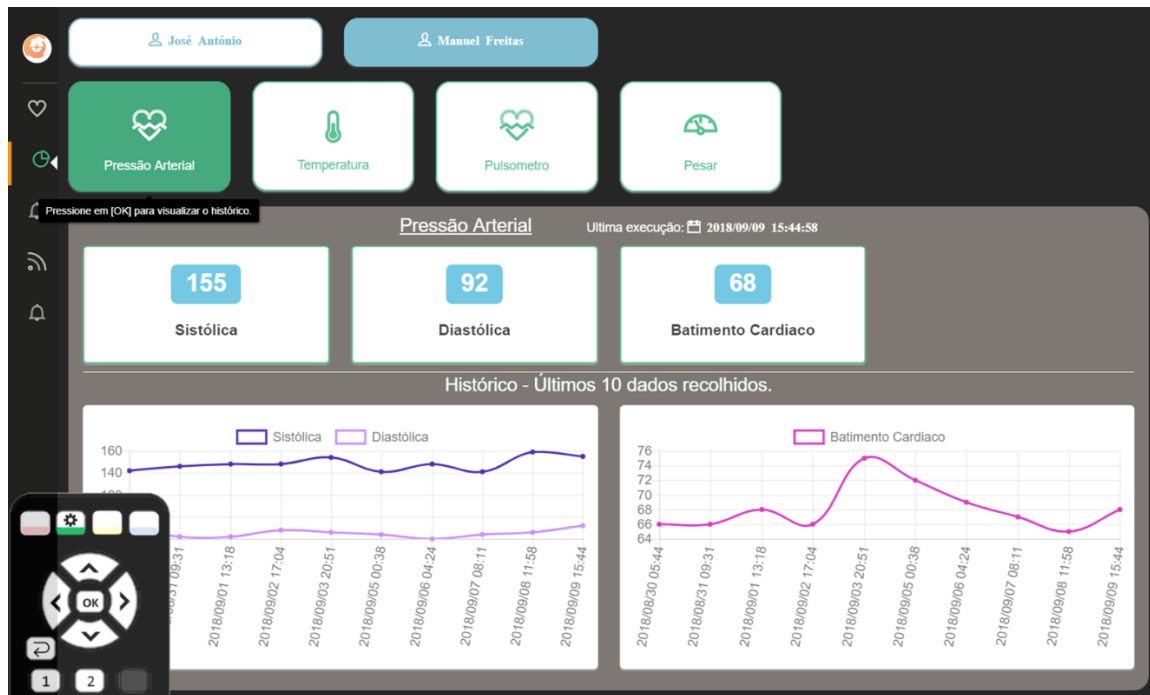 José António
Manuel Freitas
Pressão Arterial
Temperatura
Pulsometro
Pesar
Pressione em [OK] para visualizar o histórico.
Pressão Arterial
Ultima execução: 2018/09/09 15:44:58
155
Sistólica
92
Diastólica
68
Batimento Cardiaco
Histórico - Últimos 10 dados recolhidos.
Sistólica
Diastólica
160
140
08/31 09:31
2018/09/01 13:18
2018/09/02 17:04
2018/09/03 20:51
2018/09/05 00:38
2018/09/06 04:24
2018/09/07 08:11
2018/09/08 11:58
2018/09/09 15:44
Batimento Cardiaco
76
74
72
70
68
66
64
2018/08/30 05:44
2018/08/31 09:31
2018/09/01 13:18
2018/09/02 17:04
2018/09/03 20:51
2018/09/05 00:38
2018/09/06 04:24
2018/09/07 08:11
2018/09/08 11:58
2018/09/09 15:44
OK
1
2